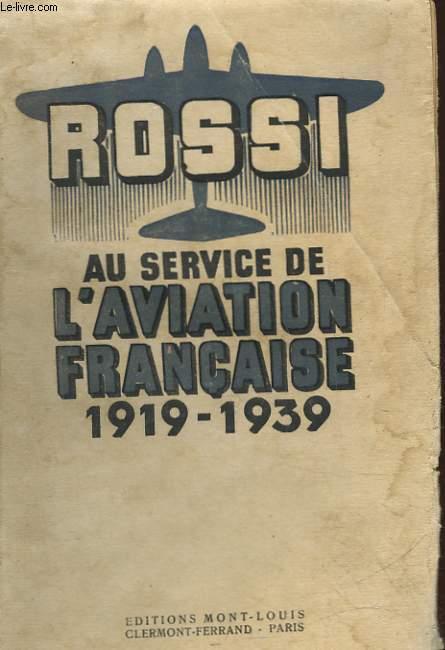 Le-livre.com
ROSSI
AU SERVICE DE
L'AVIATION
FRANÇAISE
1919-1939
EDITIONS MONT-LOUIS
CLERMONT-FERRAND - PARIS